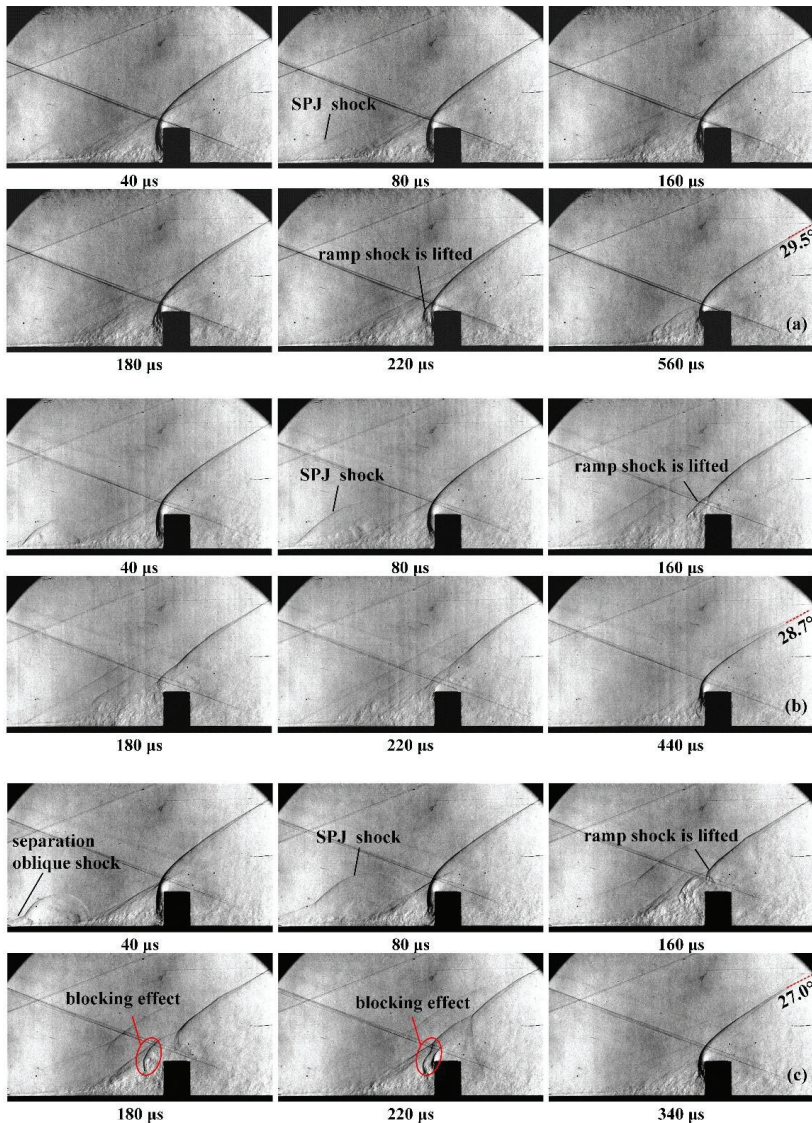 SPJ shock
40 μs
80 μs
160 μs
ramp shock is lifted
29.5°
(a)
180 μs
220 μs
560 μs
SPJ shock
ramp shock is lifted
40 μs
80 μs
160 μs
28.7°
(b)
180 μs
220 μs
440 μs
separation
oblique shock
SPJ shock
ramp shock is lifted
40 μs
80 μs
160 μs
blocking effect
blocking effect
27.0°
(c)
180 μs
220 μs
340 μs